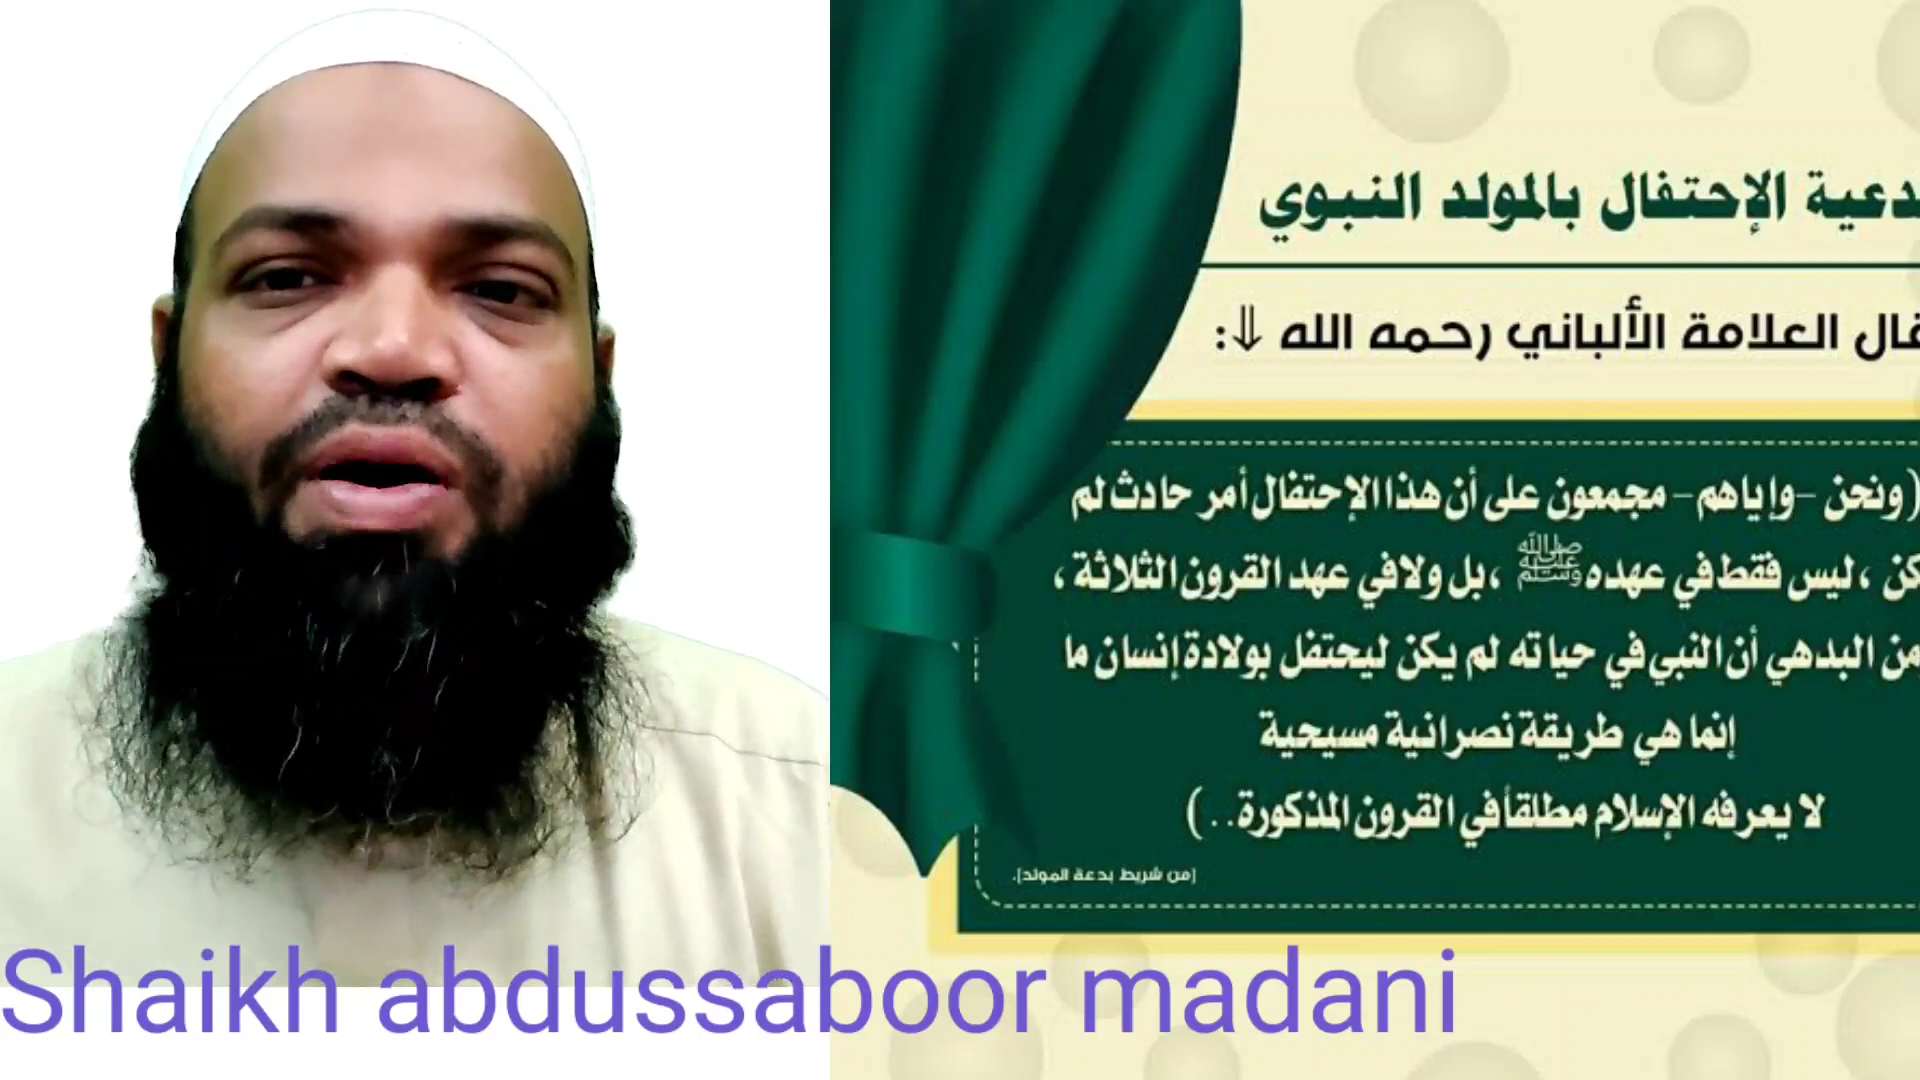 دعية الإحتفال بالمولد النبوي
قال العلامة الألباني رحمه الله ⇓:
(ونحن -وإياهم- مجمعون على أن هذا الإحتفال أمر حادث لم
كن ، ليس فقط في عهده ﷺ ، بل ولا في عهد القرون الثلاثة ،
من البدهي أن النبي في حياته لم يكن ليحتفل بولادة إنسان ما
إنما هي طريقة نصرانية مسيحية
لا يعرفه الإسلام مطلقاً في القرون المذكورة..)
[من شريط بدعة المولد].
Shaikh abdussaboor madani